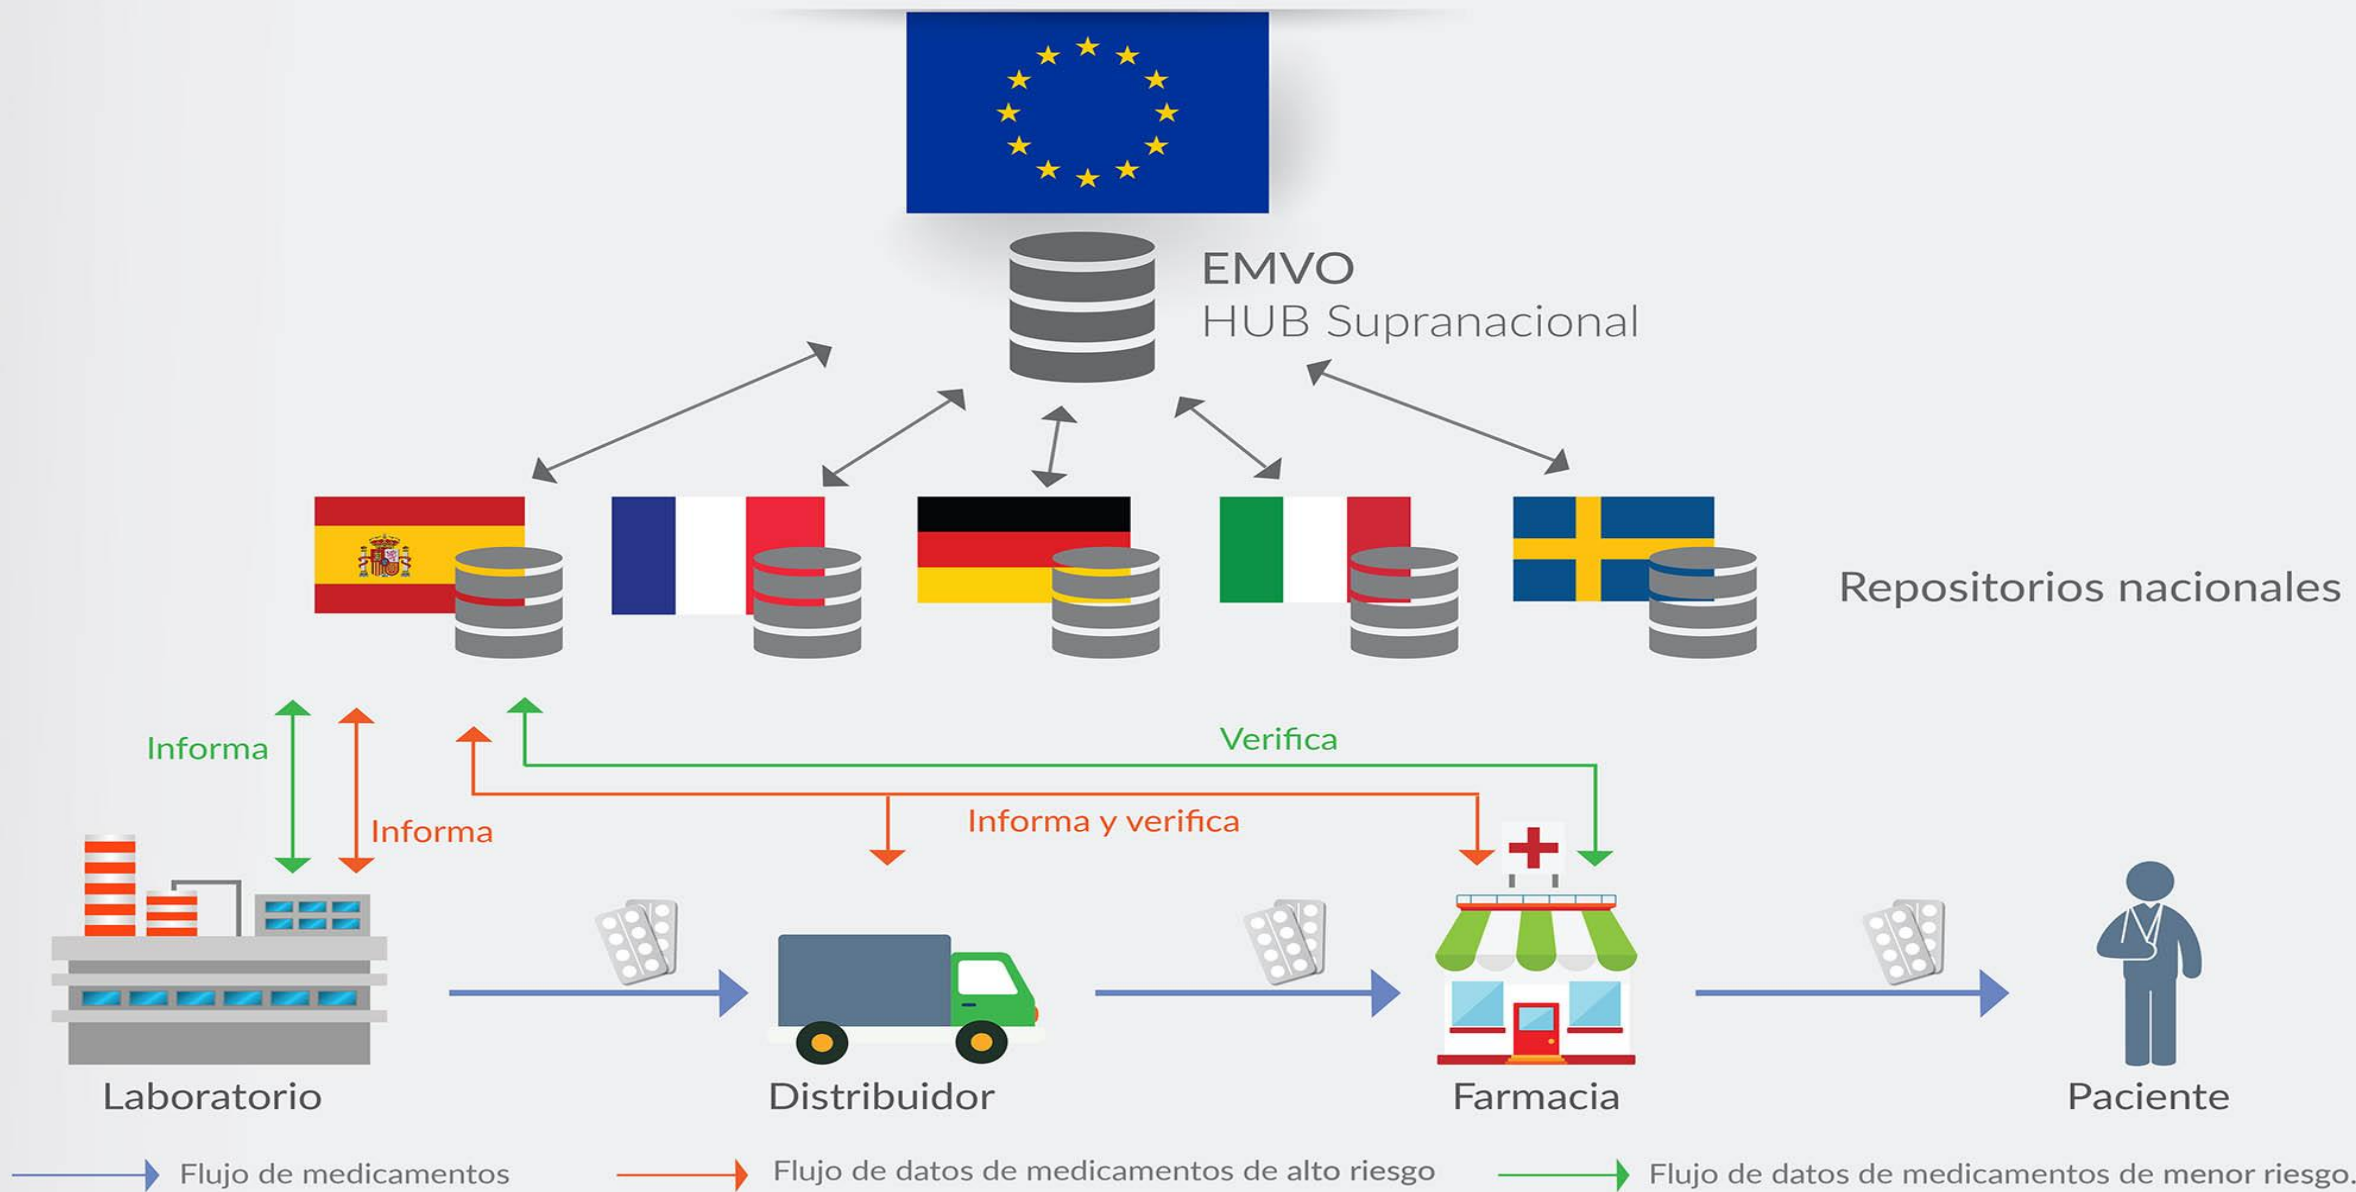 EMVO
HUB Supranacional
Repositorios nacionales
Informa
Verifica
Informa
Informa y verifica
Laboratorio
Distribuidor
Farmacia
Paciente
Flujo de medicamentos
Flujo de datos de medicamentos de alto riesgo
Flujo de datos de medicamentos de menor riesgo.